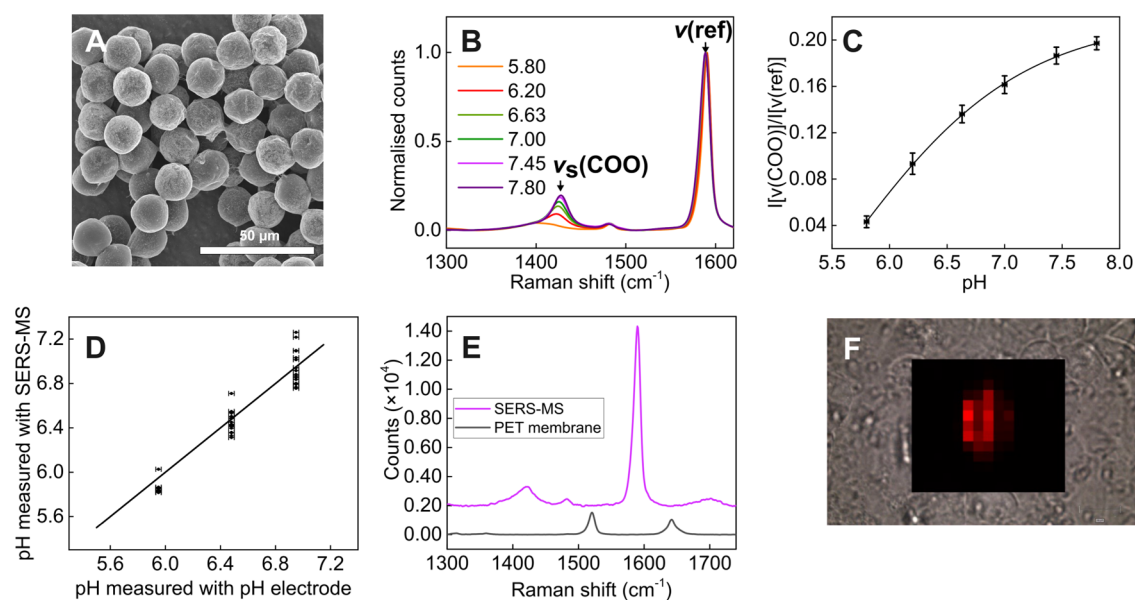 A
50 µm
B
ν(ref)
1.0
5.80
6.20
6.63
7.00
7.45
7.80
νs(COO)
0.5
0.0
Normalised counts
1300 1400 1500 1600
Raman shift (cm⁻¹)
C
0.20
0.16
0.12
0.08
0.04
I[ν(COO)]/I[ν(ref)]
5.5 6.0 6.5 7.0 7.5 8.0
pH
D
7.2
6.8
6.4
6.0
5.6
pH measured with SERS-MS
5.6 6.0 6.4 6.8 7.2
pH measured with pH electrode
E
1.40
1.20
1.00
0.80
0.60
0.40
0.20
0.00
Counts (×10⁴)
SERS-MS
PET membrane
1300 1400 1500 1600 1700
Raman shift (cm⁻¹)
F